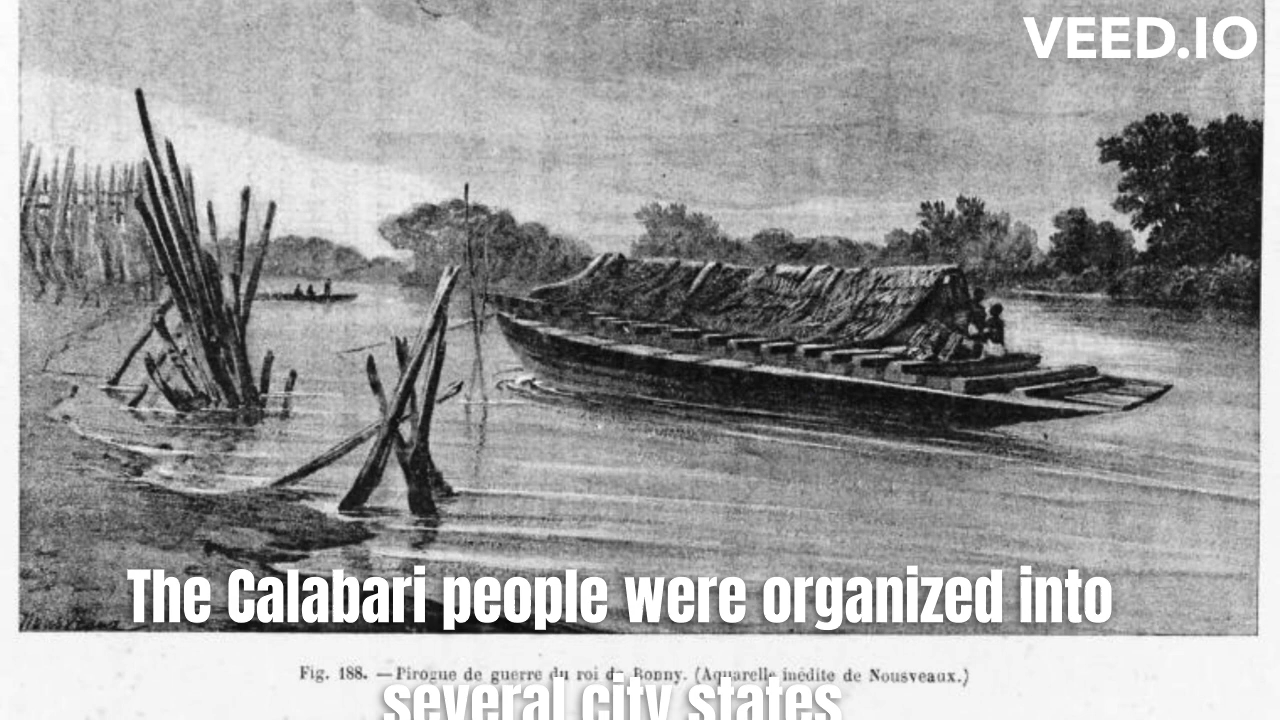 VEED.IO
The Calabari people were organized into
Fig. 188. — Pirogue de guerre du roi de Bonny. (Aquarelle inédite de Nousveaux.)
several city states